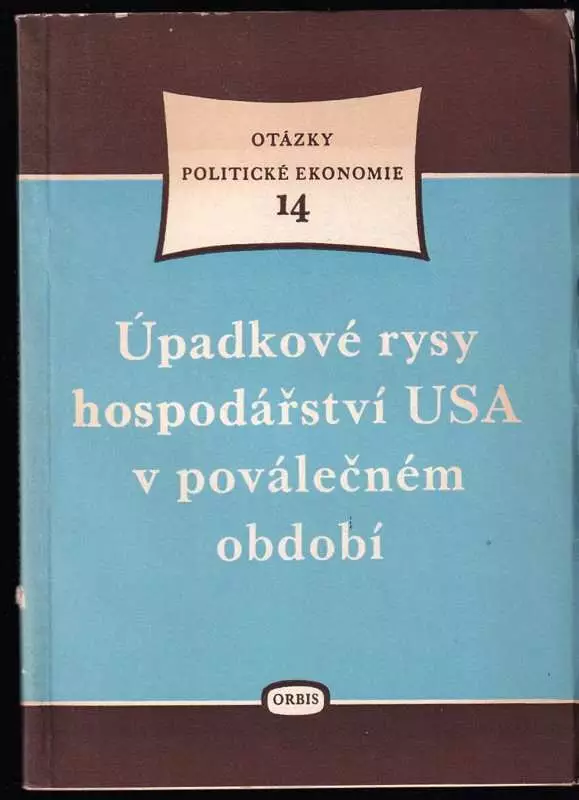 OTÁZKY
POLITICKÉ EKONOMIE
14
Úpadkové rysy
hospodářství USA
v poválečném
období
ORBIS